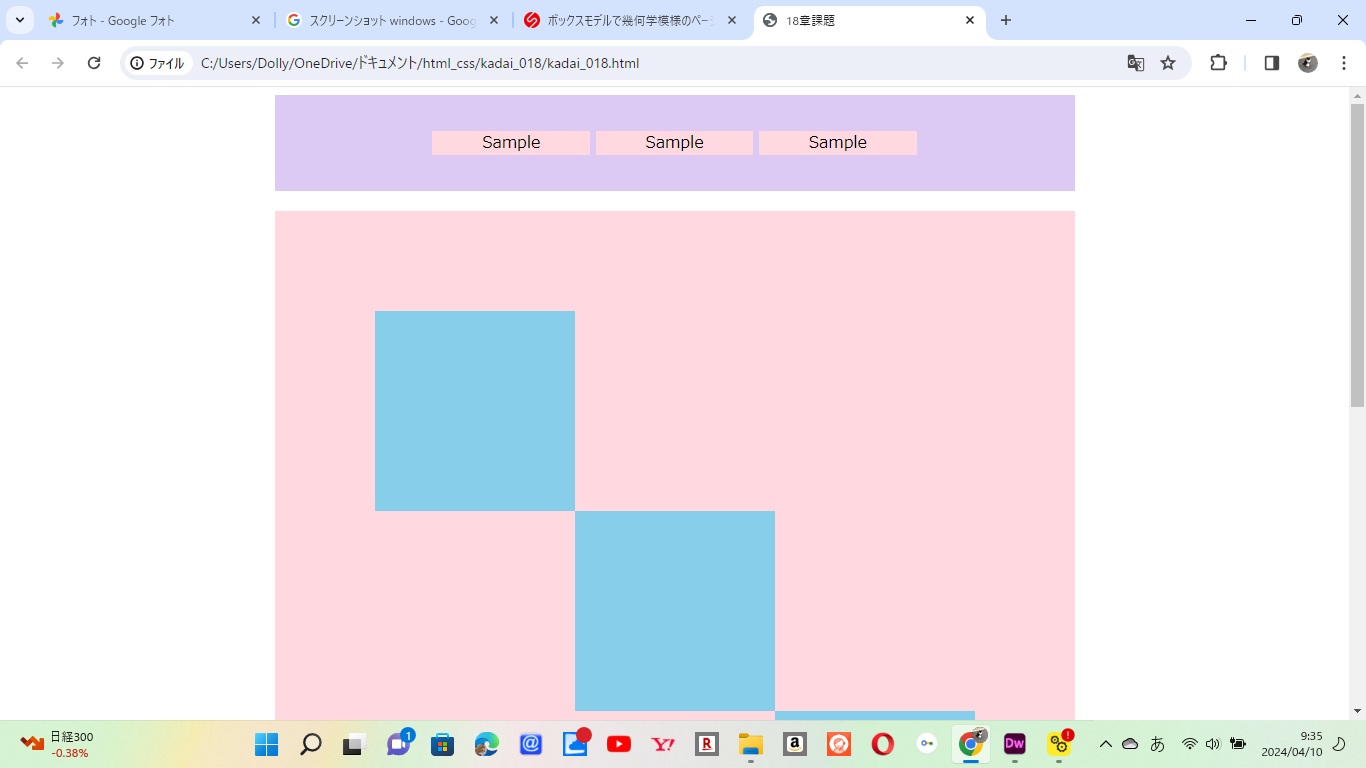 フォト - Google フォト
スクリーンショット windows - Goog
ボックスモデルで幾何学模様のペー
18章課題
ファイル
C:/Users/Dolly/OneDrive/ドキュメント/html_css/kadai_018/kadai_018.html
Sample Sample Sample
日経300
-0.38%
1
R
a
Dw
!
あ
9:35
2024/04/10